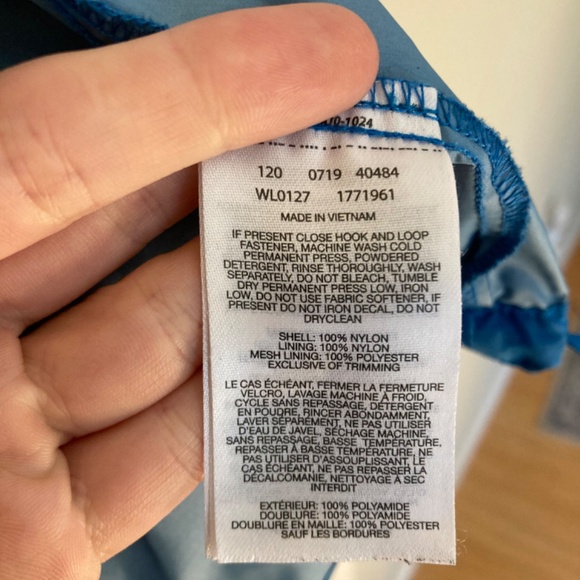 10-1024
120 0719 40484
WL0127 1771961
MADE IN VIETNAM
IF PRESENT CLOSE HOOK AND LOOP
FASTENER, MACHINE WASH COLD
PERMANENT PRESS, POWDERED
DETERGENT, RINSE THOROUGHLY, WASH
SEPARATELY, DO NOT BLEACH, TUMBLE
DRY PERMANENT PRESS LOW, IRON
LOW, DO NOT USE FABRIC SOFTENER, IF
PRESENT DO NOT IRON DECAL, DO NOT
DRYCLEAN
SHELL: 100% NYLON
LINING: 100% NYLON
MESH LINING: 100% POLYESTER
EXCLUSIVE OF TRIMMING
LE CAS ÉCHÉANT, FERMER LA FERMETURE
VELCRO, LAVAGE MACHINE À FROID,
CYCLE SANS REPASSAGE, DÉTERGENT
EN POUDRE, RINCER ABONDAMMENT,
LAVER SÉPARÉMENT, NE PAS UTILISER
D'EAU DE JAVEL, SÉCHAGE MACHINE,
SANS REPASSAGE, BASSE TEMPÉRATURE,
REPASSER À BASSE TEMPÉRATURE, NE
PAS UTILISER D'ASSOUPLISSANT, LE
CAS ÉCHÉANT, NE PAS REPASSER LA
DÉCALCOMANIE, NETTOYAGE À SEC
INTERDIT
EXTÉRIEUR: 100% POLYAMIDE
DOUBLURE: 100% POLYAMIDE
DOUBLURE EN MAILLE: 100% POLYESTER
SAUF LES BORDURES